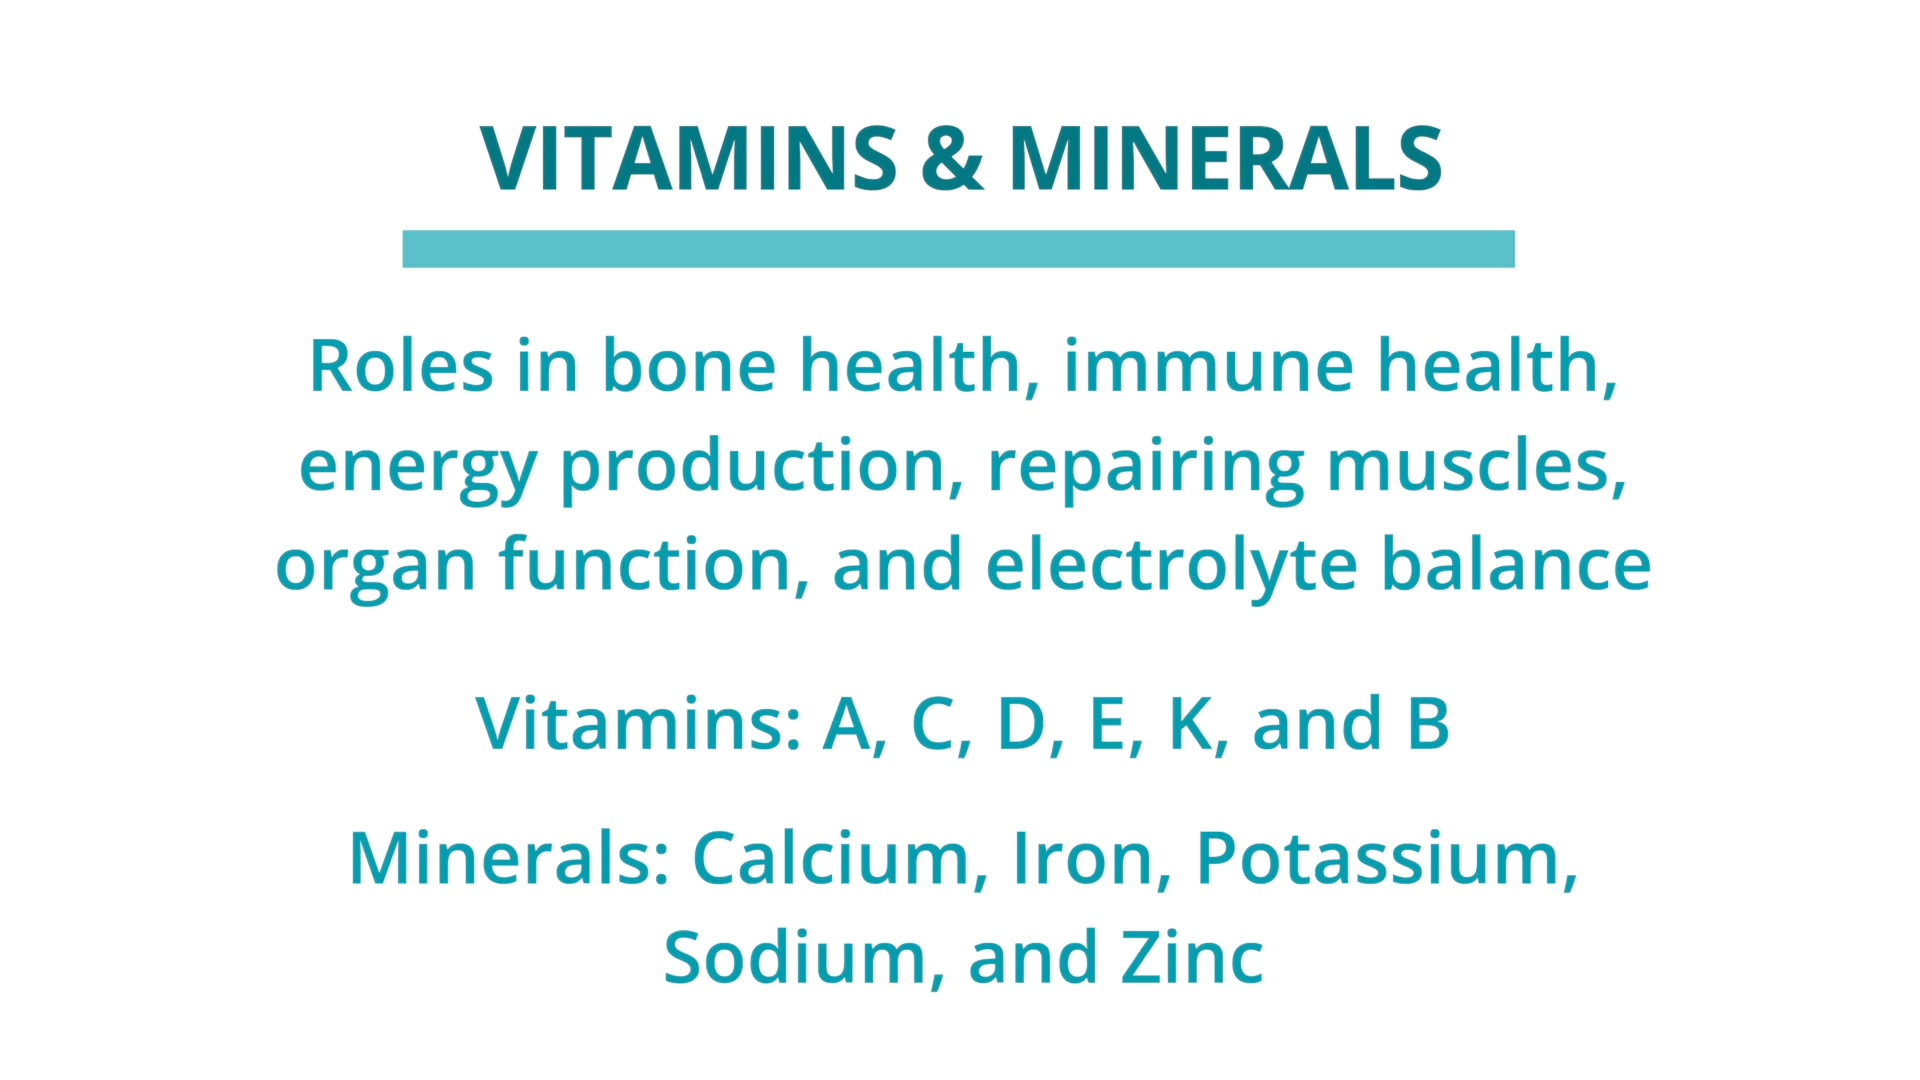 VITAMINS & MINERALS
Roles in bone health, immune health,
energy production, repairing muscles,
organ function, and electrolyte balance
Vitamins: A, C, D, E, K, and B
Minerals: Calcium, Iron, Potassium,
Sodium, and Zinc